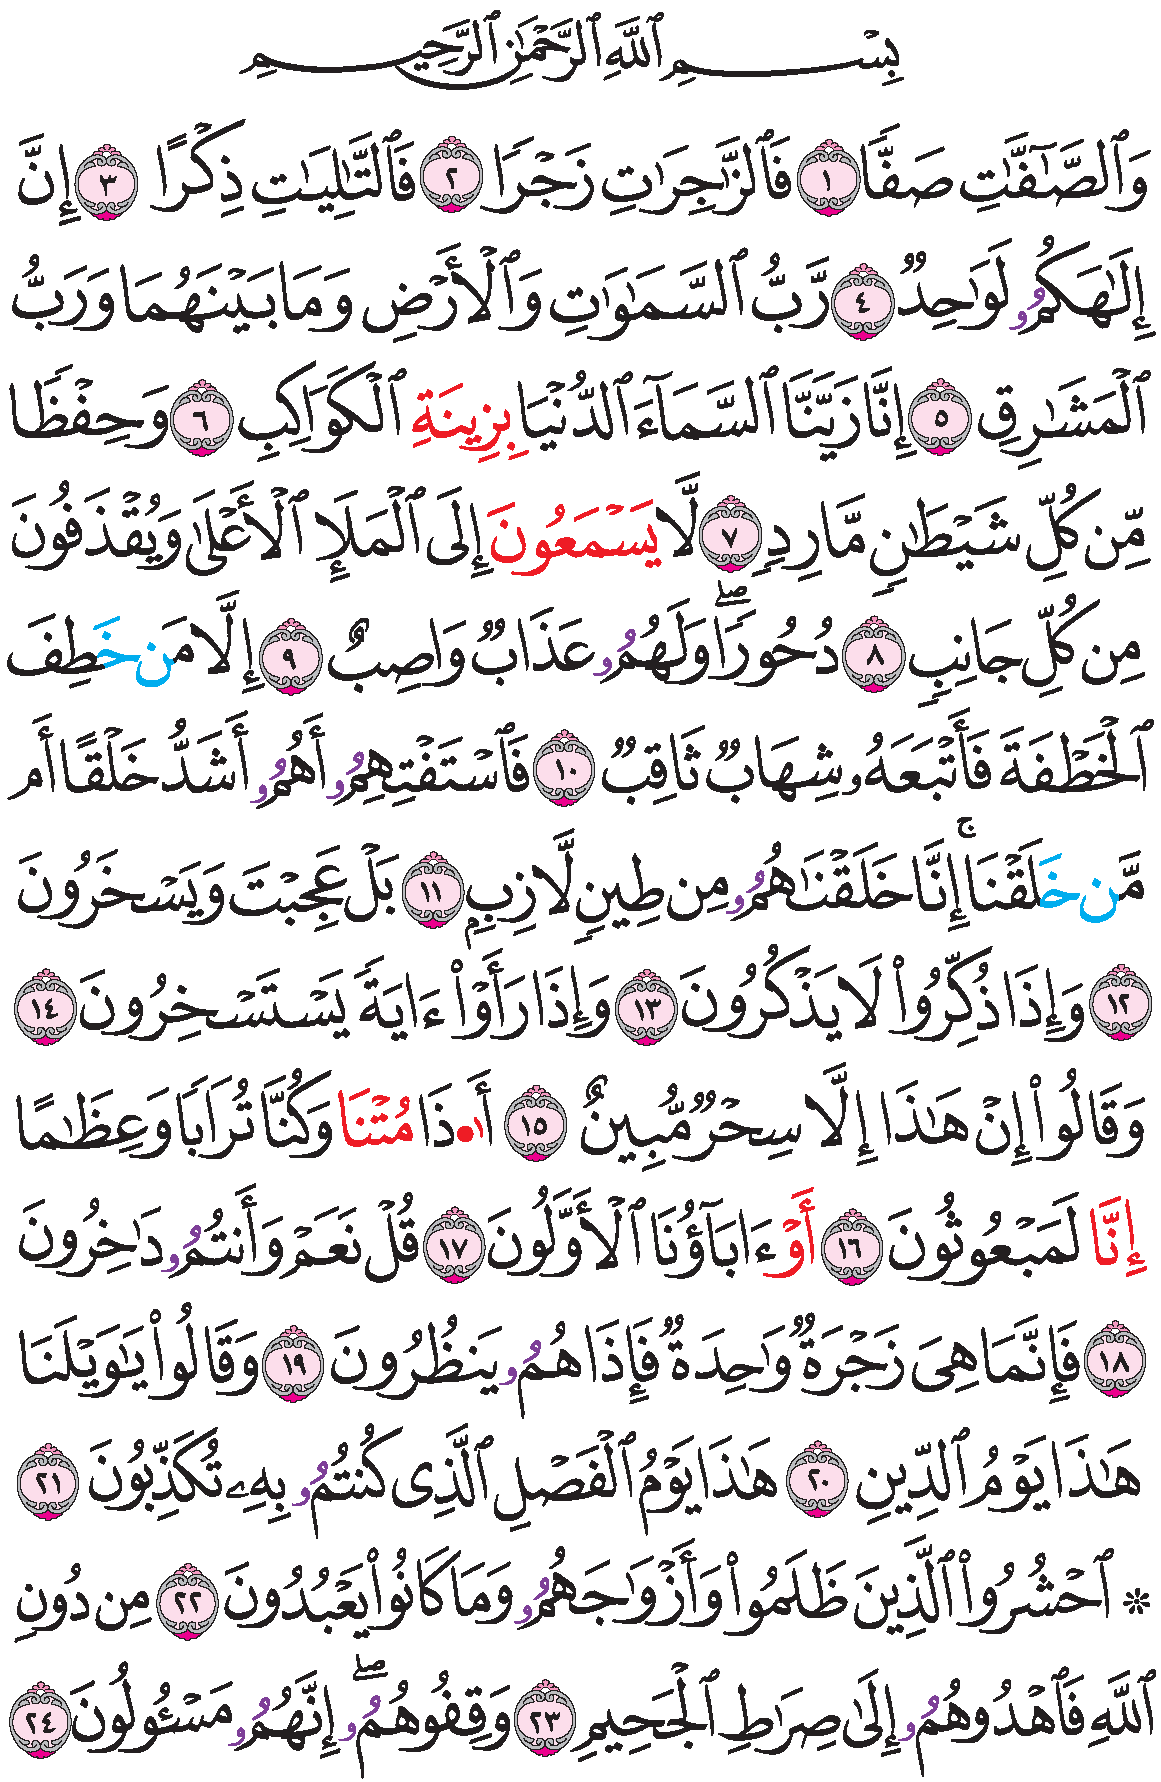 بِسْمِ ٱللَّهِ ٱلرَّحْمَٰنِ ٱلرَّحِيمِ
وَٱلصَّٰٓفَّٰتِ صَفًّا ١ فَٱلزَّٰجِرَٰتِ زَجْرًا ٢ فَٱلتَّٰلِيَٰتِ ذِكْرًا ٣ إِنَّ
إِلَٰهَكُمُۥ لَوَٰحِدٌ ٤ رَّبُّ ٱلسَّمَٰوَٰتِ وَٱلْأَرْضِ وَمَا بَيْنَهُمَا وَرَبُّ
ٱلْمَشَٰرِقِ ٥ إِنَّا زَيَّنَّا ٱلسَّمَآءَ ٱلدُّنْيَا بِزِينَةِ ٱلْكَوَاكِبِ ٦ وَحِفْظًا
مِّن كُلِّ شَيْطَٰنٍ مَّارِدٍ ٧ لَّا يَسْمَعُونَ إِلَى ٱلْمَلَإِ ٱلْأَعْلَىٰ وَيُقْذَفُونَ
مِن كُلِّ جَانِبٍ ٨ دُحُورًا ۖ وَلَهُمُۥ عَذَابٌ وَاصِبٌ ٩ إِلَّا مَن خَطِفَ
ٱلْخَطْفَةَ فَأَتْبَعَهُۥ شِهَابٌ ثَاقِبٌ ١٠ فَٱسْتَفْتِهِمُۥ أَهُمُۥ أَشَدُّ خَلْقًا أَم
مَّن خَلَقْنَا ۚ إِنَّا خَلَقْنَٰهُمُۥ مِن طِينٍ لَّازِبٍۭ ١١ بَلْ عَجِبْتَ وَيَسْخَرُونَ
١٢ وَإِذَا ذُكِّرُوا۟ لَا يَذْكُرُونَ ١٣ وَإِذَا رَأَوْا۟ ءَايَةً يَسْتَسْخِرُونَ ١٤
وَقَالُوٓا۟ إِنْ هَٰذَا إِلَّا سِحْرٌ مُّبِينٌ ١٥ أَا۬ذَا مُتْنَا وَكُنَّا تُرَابًا وَعِظَٰمًا
إِنَّا لَمَبْعُوثُونَ ١٦ أَوْ ءَابَآؤُنَا ٱلْأَوَّلُونَ ١٧ قُلْ نَعَمْ وَأَنتُمُۥ دَٰخِرُونَ
١٨ فَإِنَّمَا هِىَ زَجْرَةٌ وَٰحِدَةٌ فَإِذَا هُمُۥ يَنظُرُونَ ١٩ وَقَالُوا۟ يَٰوَيْلَنَا
هَٰذَا يَوْمُ ٱلدِّينِ ٢٠ هَٰذَا يَوْمُ ٱلْفَصْلِ ٱلَّذِى كُنتُمُۥ بِهِۦ تُكَذِّبُونَ ٢١
۞ ٱحْشُرُوا۟ ٱلَّذِينَ ظَلَمُوا۟ وَأَزْوَٰجَهُمُۥ وَمَا كَانُوا۟ يَعْبُدُونَ ٢٢ مِن دُونِ
ٱللَّهِ فَٱهْدُوهُمُۥ إِلَىٰ صِرَٰطِ ٱلْجَحِيمِ ٢٣ وَقِفُوهُمُۥ ۖ إِنَّهُمُۥ مَسْـُٔولُونَ ٢٤